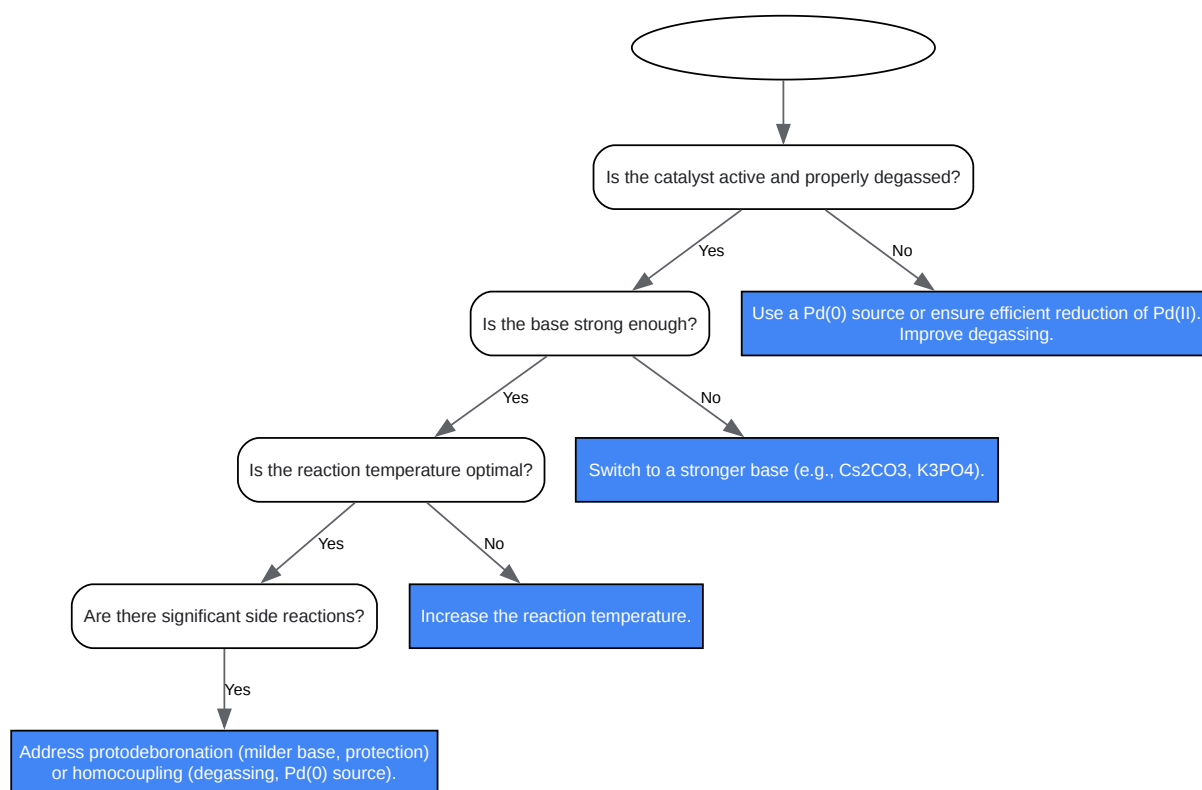 Is the catalyst active and properly degassed?
Yes
No
Is the base strong enough?
Use a Pd(0) source or ensure efficient reduction of Pd(II).
Improve degassing.
Yes
No
Is the reaction temperature optimal?
Switch to a stronger base (e.g., Cs2CO3, K3PO4).
Yes
No
Are there significant side reactions?
Increase the reaction temperature.
Yes
Address protodeboronation (milder base, protection)
or homocoupling (degassing, Pd(0) source).